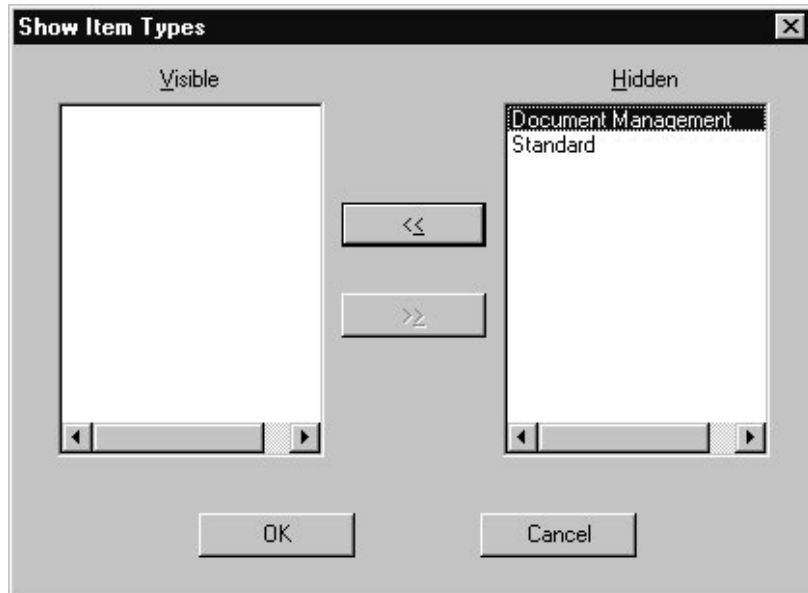 Show Item Types
Visible
Hidden
Document Management
Standard
<<
>>
OK
Cancel